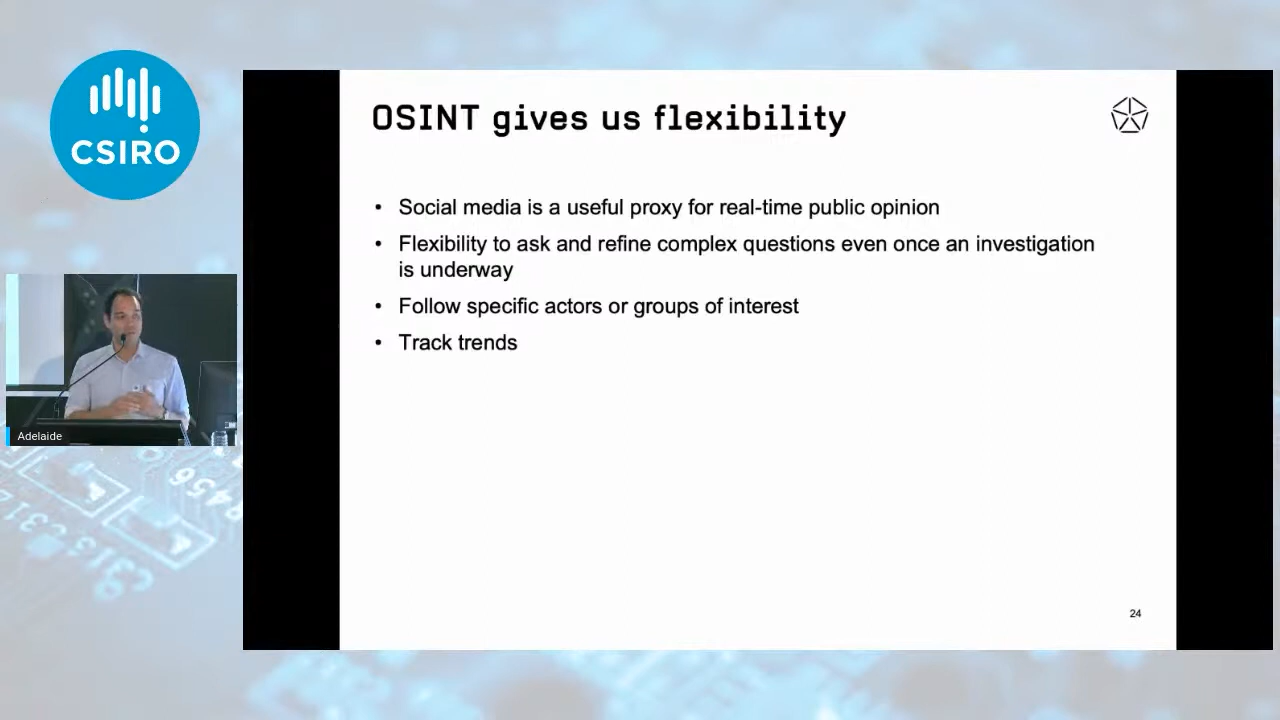 CSIRO
OSINT gives us flexibility
• Social media is a useful proxy for real-time public opinion
• Flexibility to ask and refine complex questions even once an investigation
is underway
• Follow specific actors or groups of interest
• Track trends
Adelaide
24